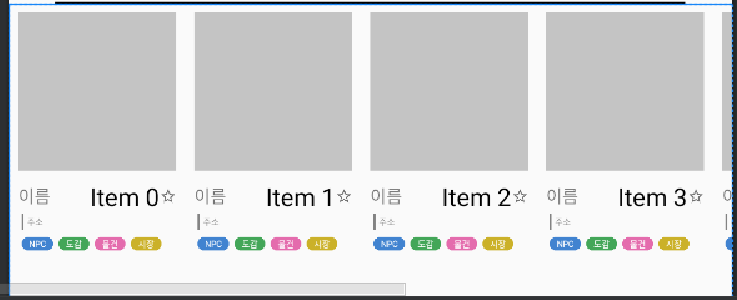 이름 Item 0☆ 이름 Item 1☆ 이름 Item 2☆ 이름 Item 3☆ 0
주소 주소 주소 주소
NPC 도감 물건 시장 NPC 도감 물건 시장 NPC 도감 물건 시장 NPC 도감 물건 시장